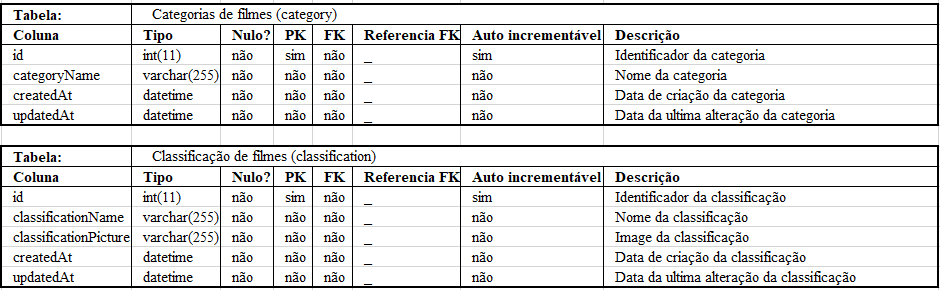 Tabela: Categorias de filmes (category)
Coluna Tipo Nulo? PK FK Referencia FK Auto incrementável Descrição
id int(11) não sim não _ sim Identificador da categoria
categoryName varchar(255) não não não _ não Nome da categoria
createdAt datetime não não não _ não Data de criação da categoria
updatedAt datetime não não não _ não Data da ultima alteração da categoria
Tabela: Classificação de filmes (classification)
Coluna Tipo Nulo? PK FK Referencia FK Auto incrementável Descrição
id int(11) não sim não _ sim Identificador da classificação
classificationName varchar(255) não não não _ não Nome da classificação
classificationPicture varchar(255) não não não _ não Image da classificação
createdAt datetime não não não _ não Data de criação da classificação
updatedAt datetime não não não _ não Data da ultima alteração da classificação